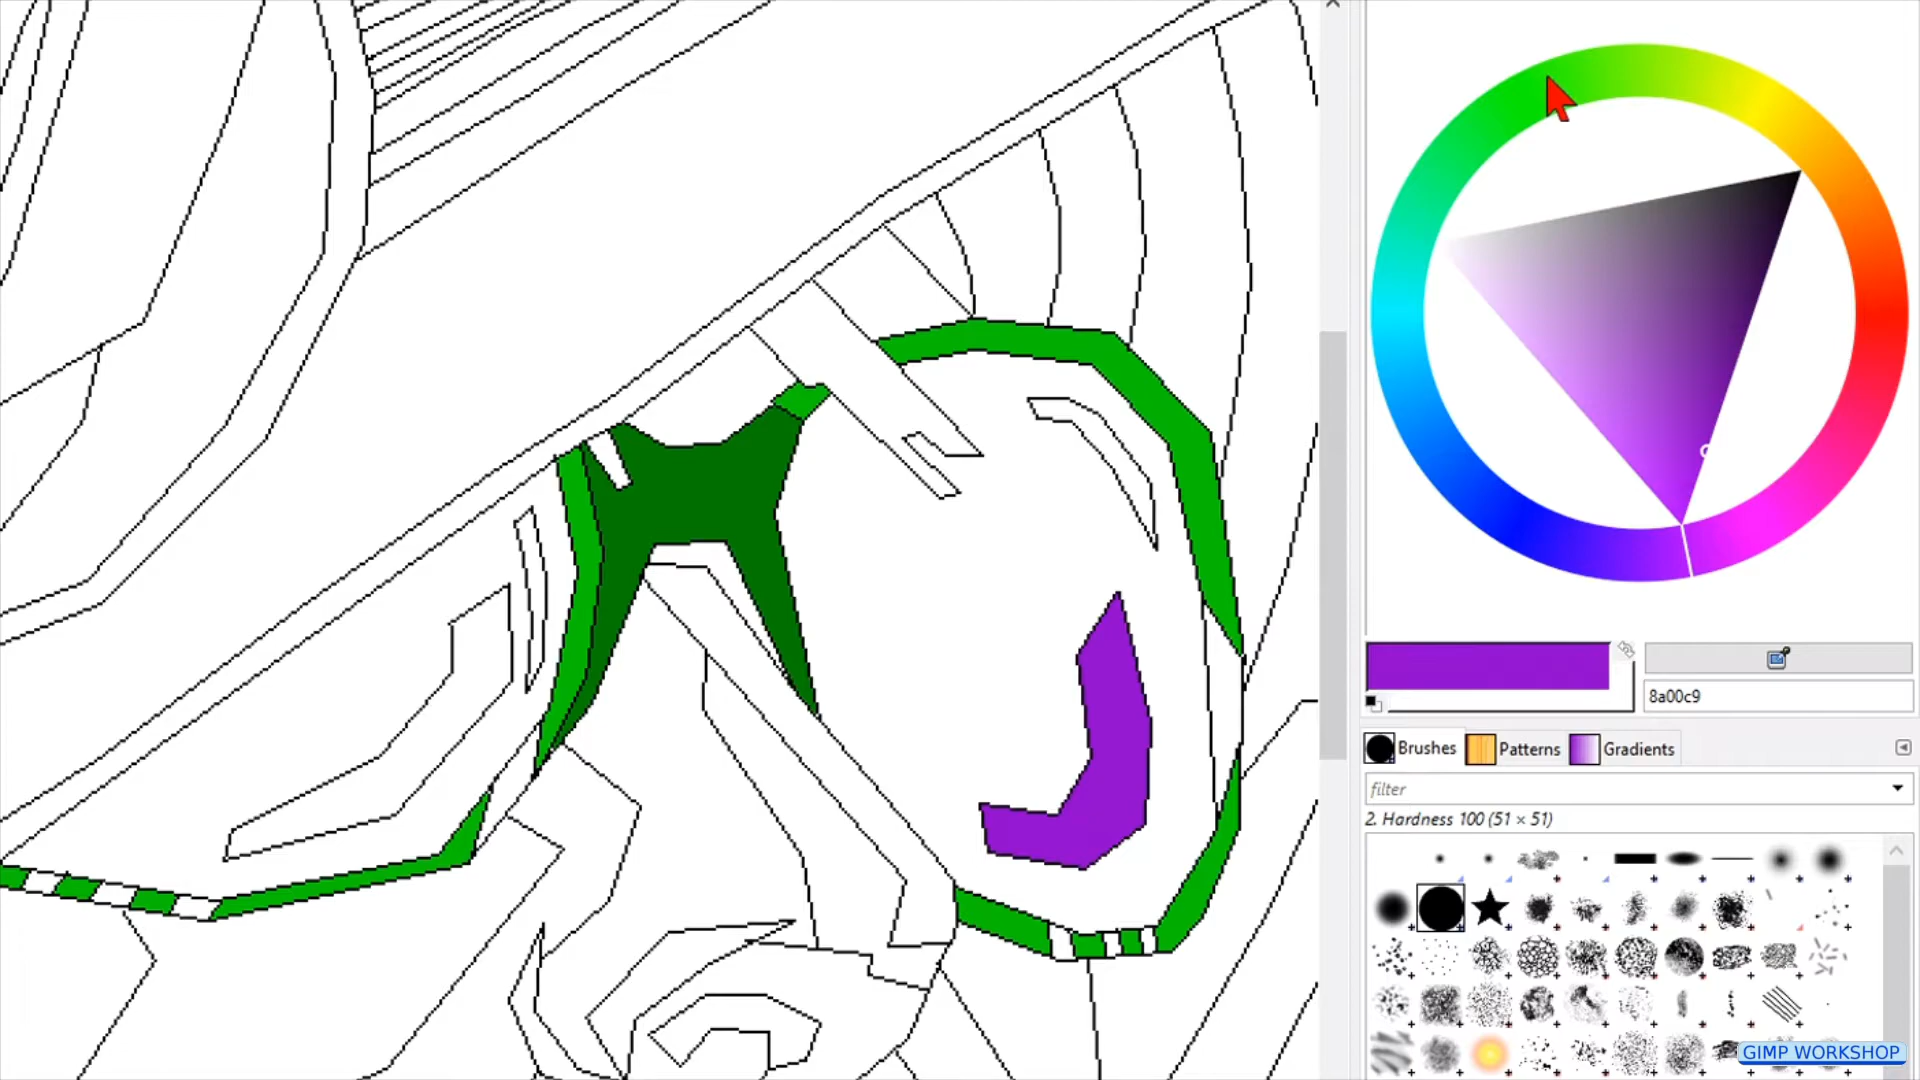 8a00c9
Brushes
Patterns
Gradients
filter
2. Hardness 100 (51 × 51)
GIMP WORKSHOP